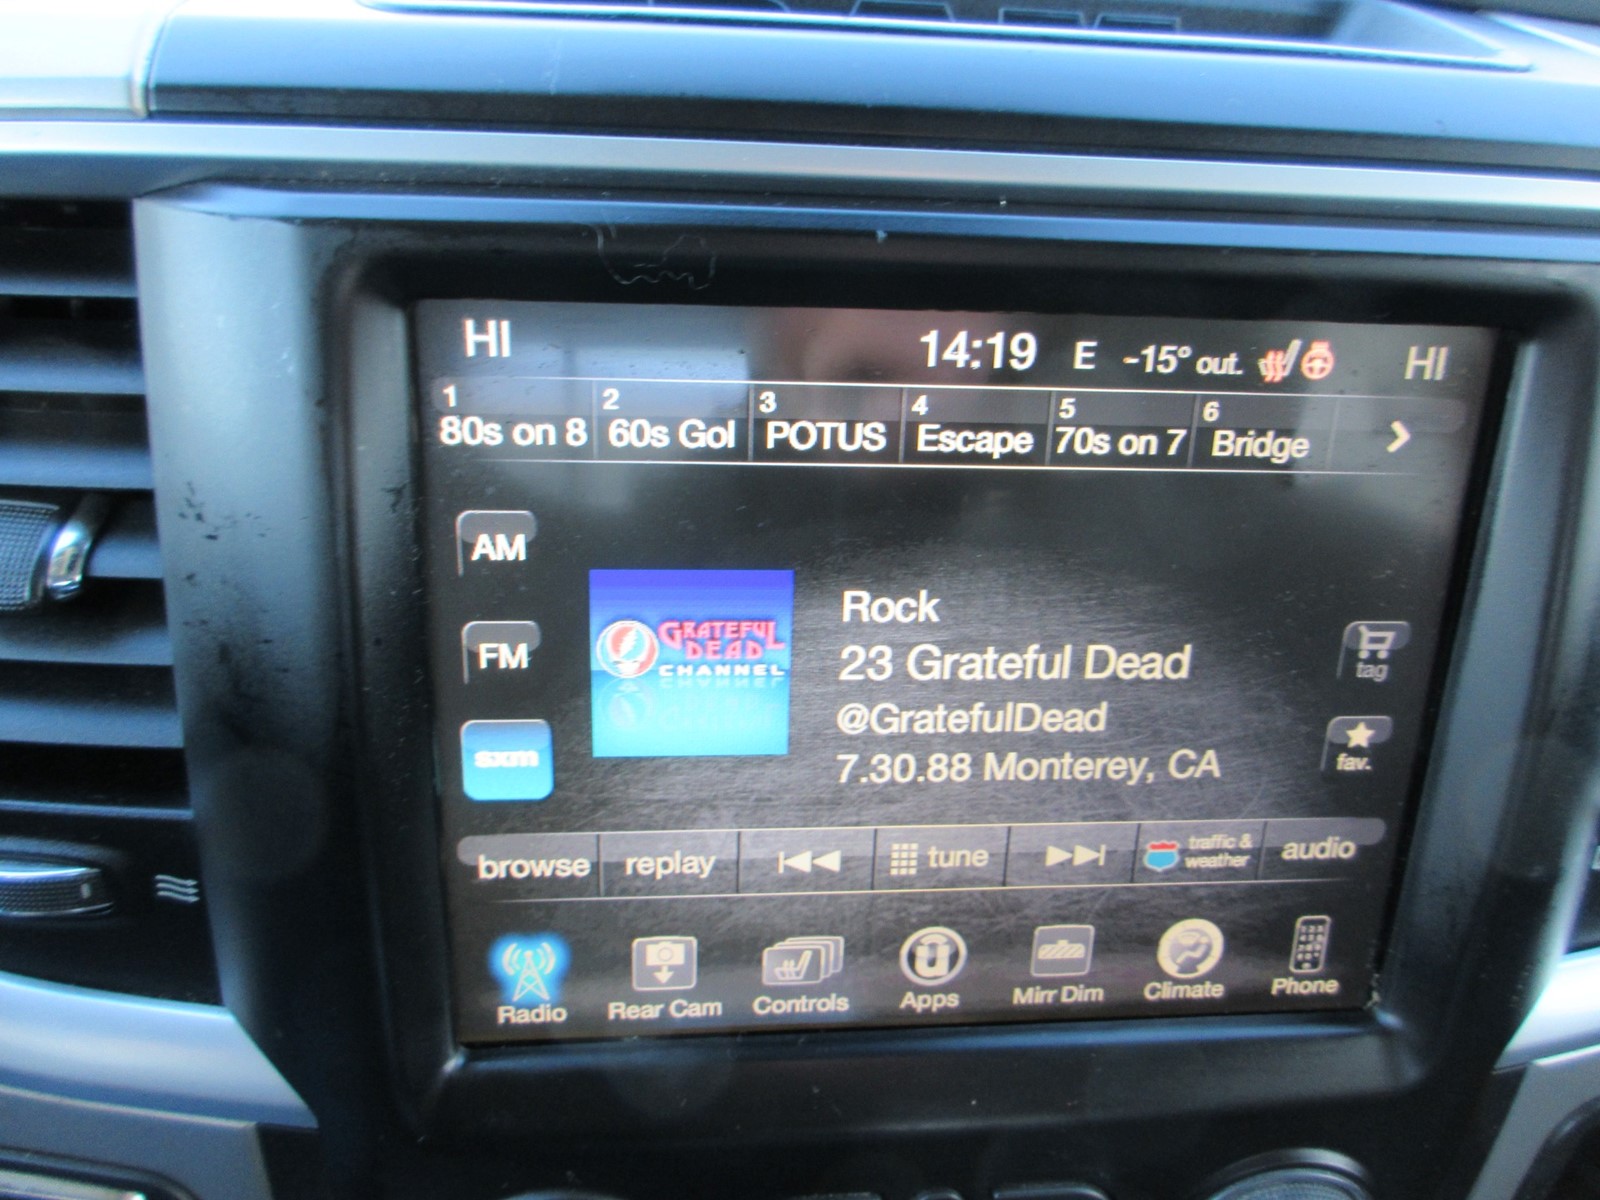 HI 14:19 E -15° out. HI
1 2 3 4 5 6
80s on 8 60s Gol POTUS Escape 70s on 7 Bridge
AM
FM
sxm
GRATEFUL
DEAD
CHANNEL
Rock
23 Grateful Dead
@GratefulDead
7.30.88 Monterey, CA
tag
fav.
browse replay tune traffic & weather audio
Radio Rear Cam Controls Apps Mirr Dim Climate Phone